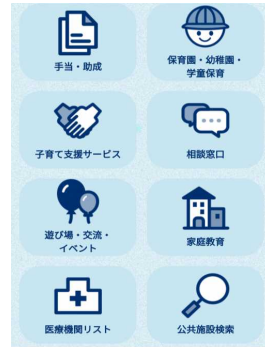 手当・助成
保育園・幼稚園・
学童保育
子育て支援サービス
相談窓口
遊び場・交流・
イベント
家庭教育
医療機関リスト
公共施設検索